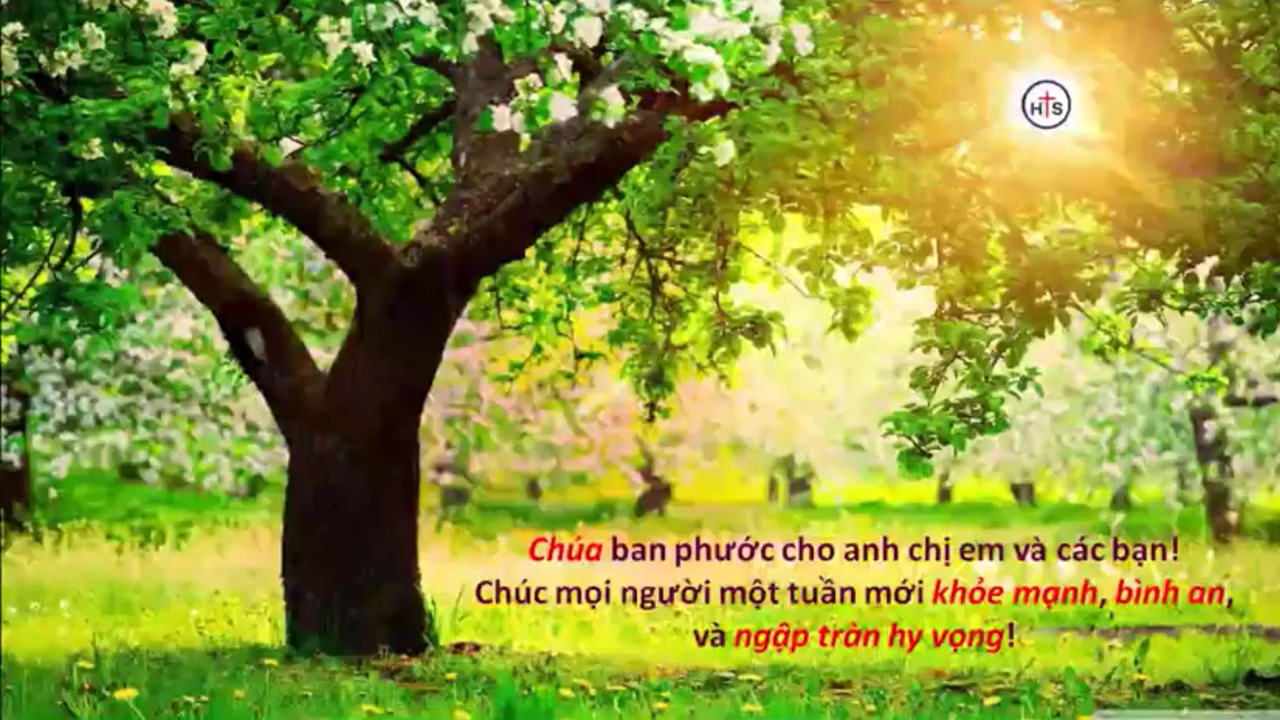 H†S
Chúa ban phước cho anh chị em và các bạn!
Chúc mọi người một tuần mới khỏe mạnh, bình an,
và ngập tràn hy vọng!